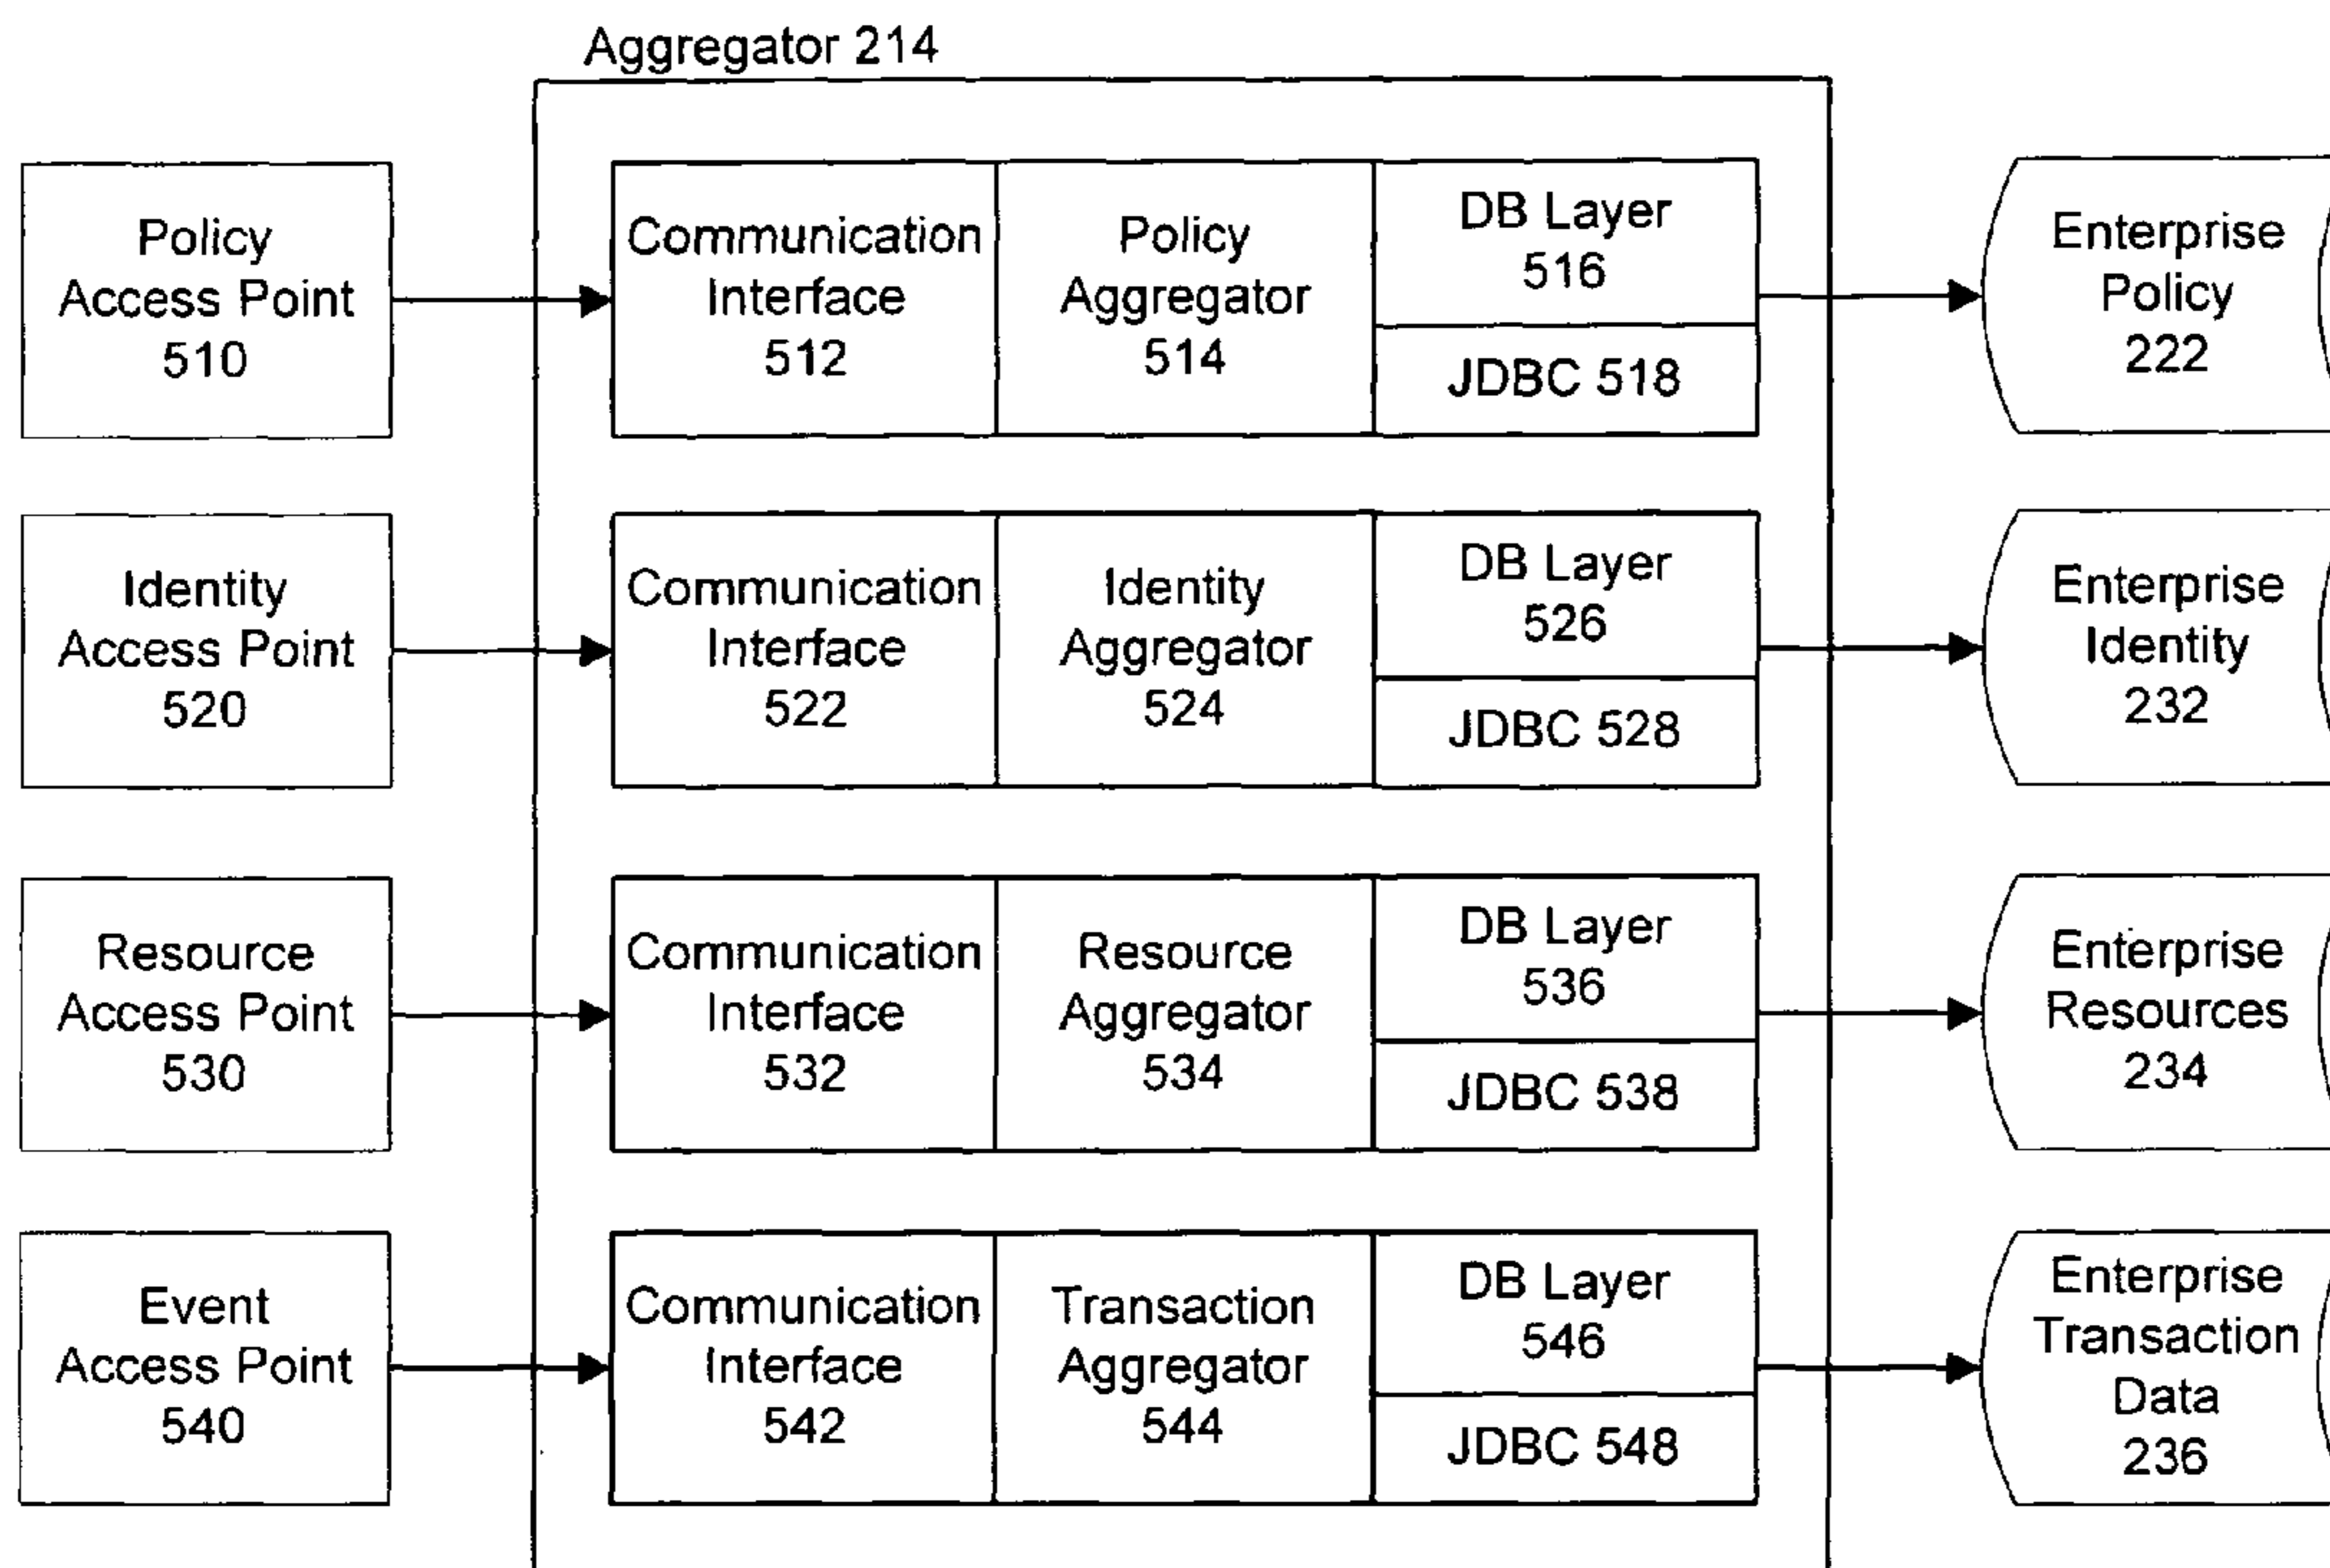 Aggregator 214
Policy
Access Point
510
Communication
Interface
512
Policy
Aggregator
514
DB Layer
516
JDBC 518
Enterprise
Policy
222
Identity
Access Point
520
Communication
Interface
522
Identity
Aggregator
524
DB Layer
526
JDBC 528
Enterprise
Identity
232
Resource
Access Point
530
Communication
Interface
532
Resource
Aggregator
534
DB Layer
536
JDBC 538
Enterprise
Resources
234
Event
Access Point
540
Communication
Interface
542
Transaction
Aggregator
544
DB Layer
546
JDBC 548
Enterprise
Transaction
Data
236